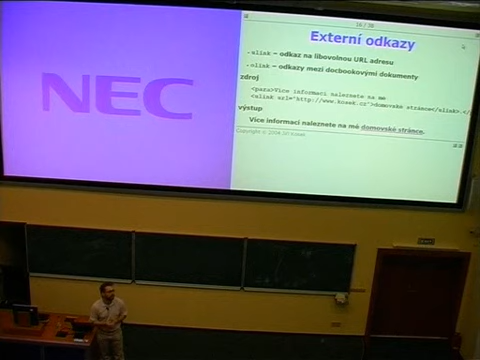 NEC
16 / 38
Externí odkazy
ulink – odkaz na libovolnou URL adresu
olink – odkazy mezi docbookovými dokumenty
zdroj
<para>Více informací naleznete na mé
<ulink url="http://www.kosek.cz">domovské stránce</ulink>.</
výstup
Více informací naleznete na mé domovské stránce.
Copyright © 2004 Jiří Kosek